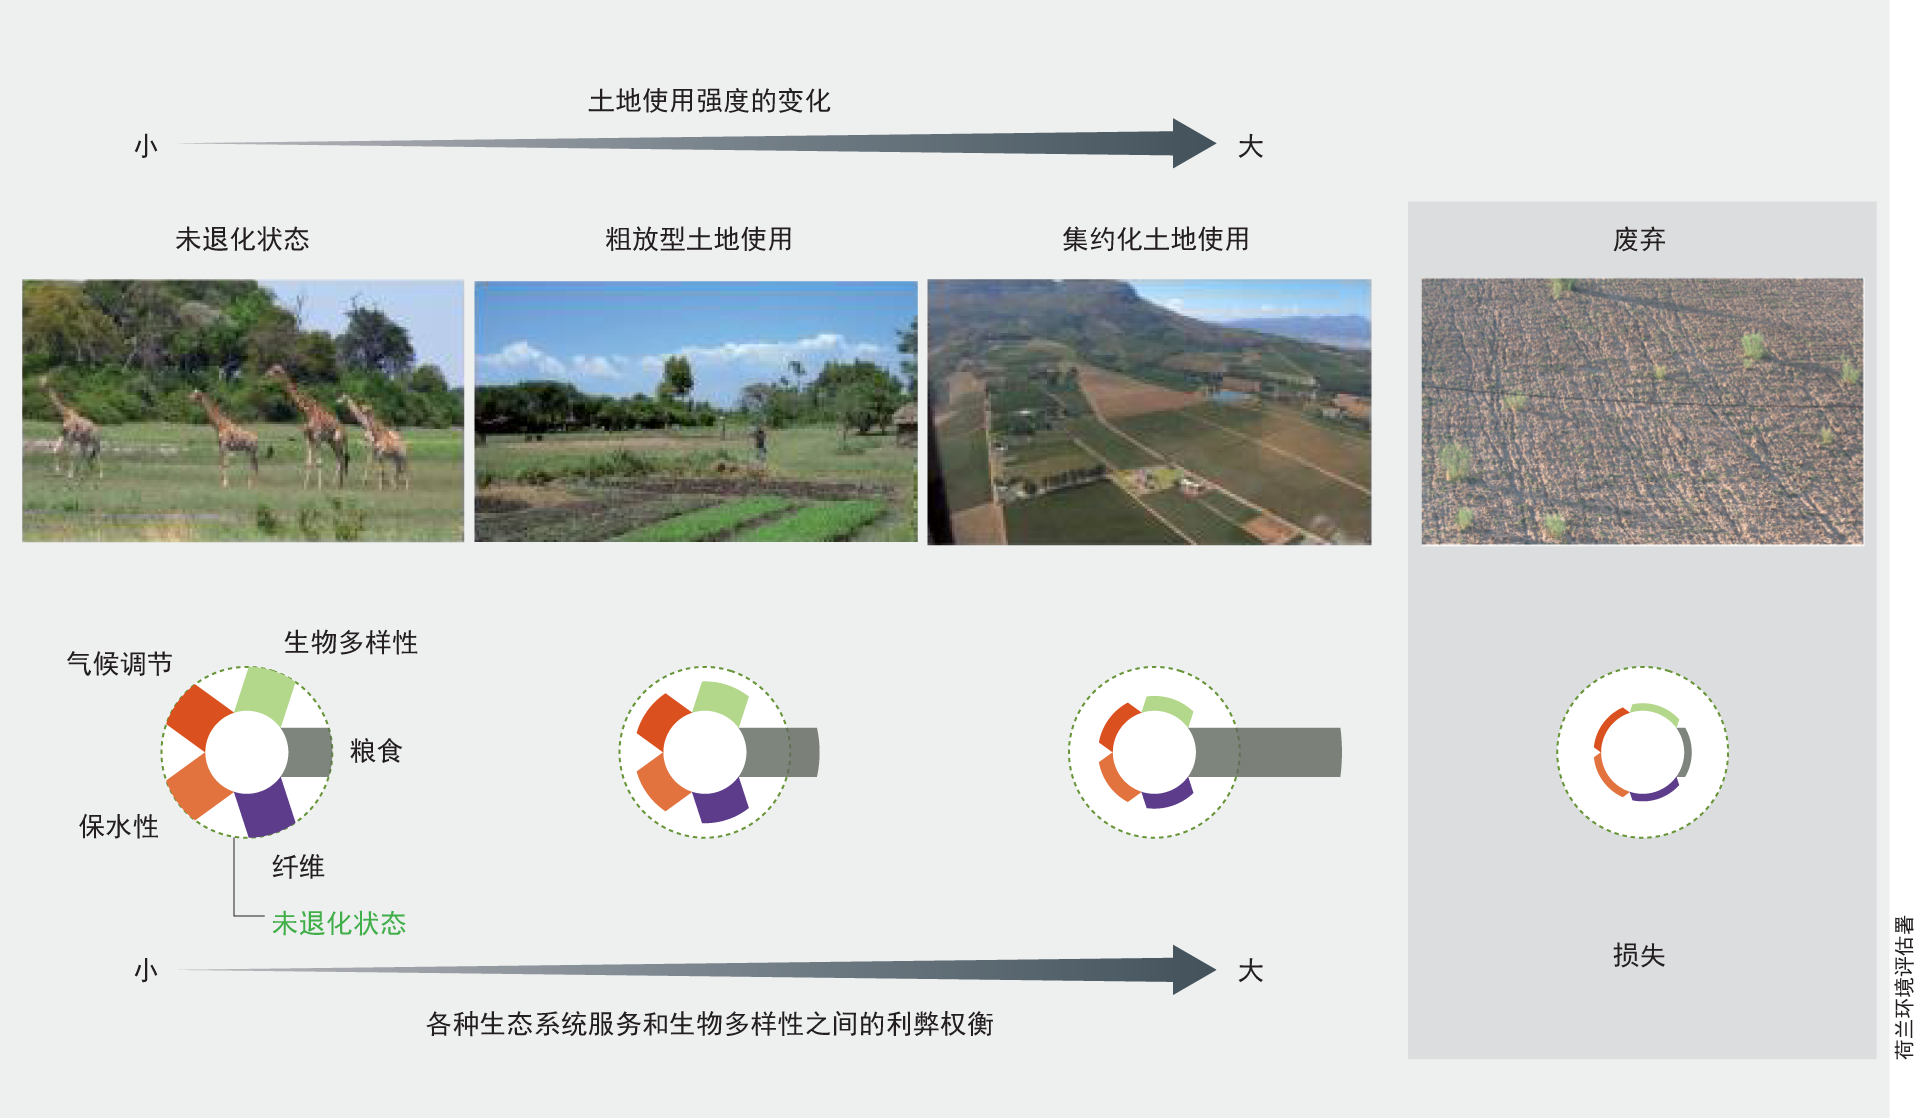 土地使用强度的变化
小
大
未退化状态
粗放型土地使用
集约化土地使用
废弃
生物多样性
气候调节
粮食
保水性
纤维
未退化状态
小
大
损失
各种生态系统服务和生物多样性之间的利弊权衡
荷兰环境评估署